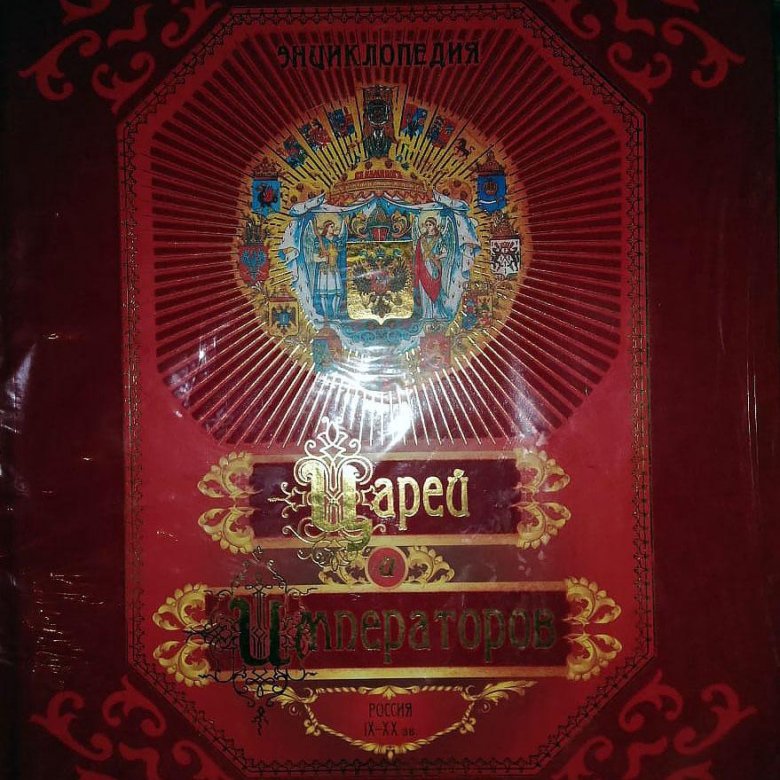 ЭНЦИКЛОПЕДИЯ
Царей
и
Императоров
РОССИЯ
IX–XX вв.